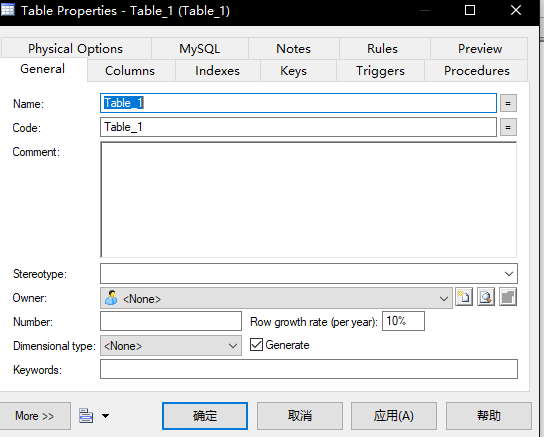 Table Properties - Table_1 (Table_1)
Physical Options MySQL Notes Rules Preview
General Columns Indexes Keys Triggers Procedures
Name: Table_1 =
Code: Table_1 =
Comment:
Stereotype:
Owner: <None>
Number: Row growth rate (per year): 10%
Dimensional type: <None> Generate
Keywords:
More >> 确定 取消 应用(A) 帮助